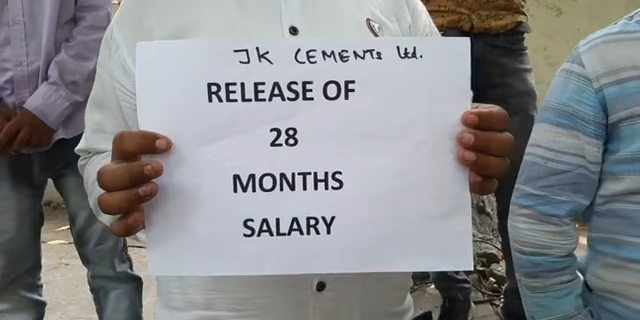 JK CEMENTs Ltd.
RELEASE OF
28
MONTHS
SALARY